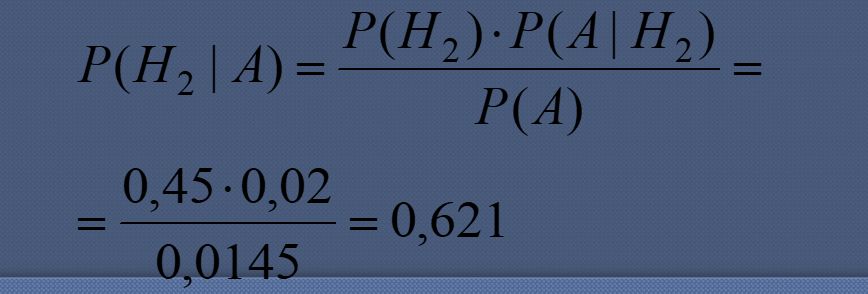 P(H₂ | A) = P(H₂)·P(A | H₂) / P(A) =
= 0,45·0,02 / 0,0145 = 0,621